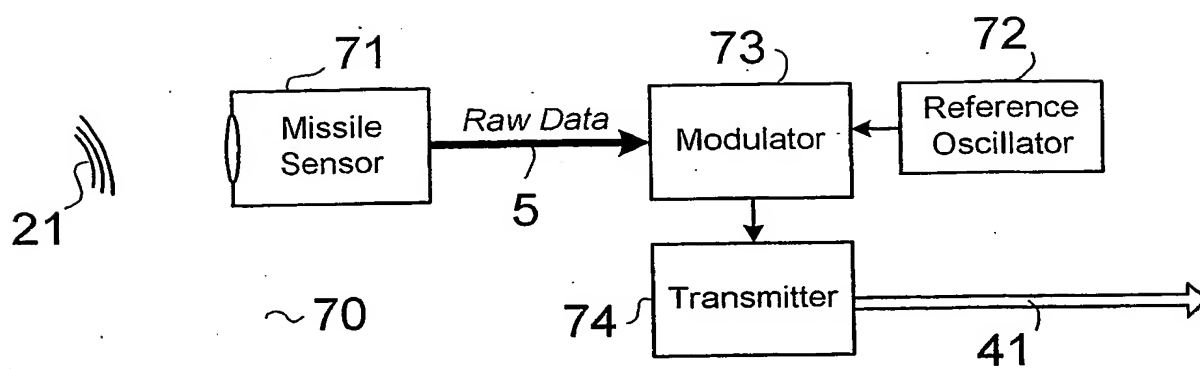 71
73
72
Missile
Sensor
Raw Data
5
Modulator
Reference
Oscillator
21
70
74
Transmitter
41